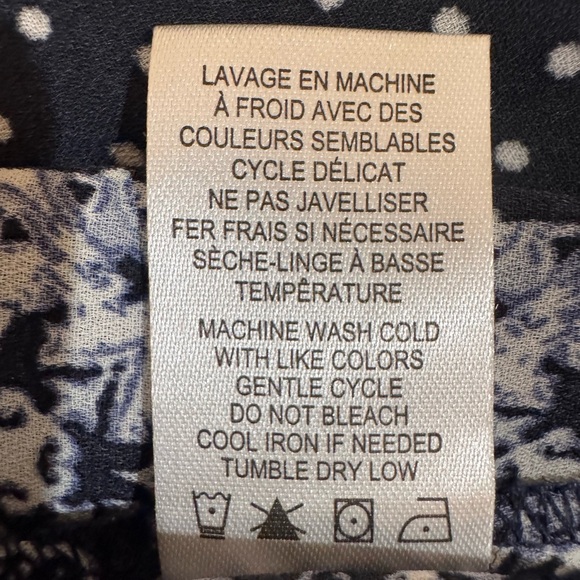 LAVAGE EN MACHINE
À FROID AVEC DES
COULEURS SEMBLABLES
CYCLE DÉLICAT
NE PAS JAVELLISER
FER FRAIS SI NÉCESSAIRE
SÈCHE-LINGE À BASSE
TEMPÊRATURE
MACHINE WASH COLD
WITH LIKE COLORS
GENTLE CYCLE
DO NOT BLEACH
COOL IRON IF NEEDED
TUMBLE DRY LOW